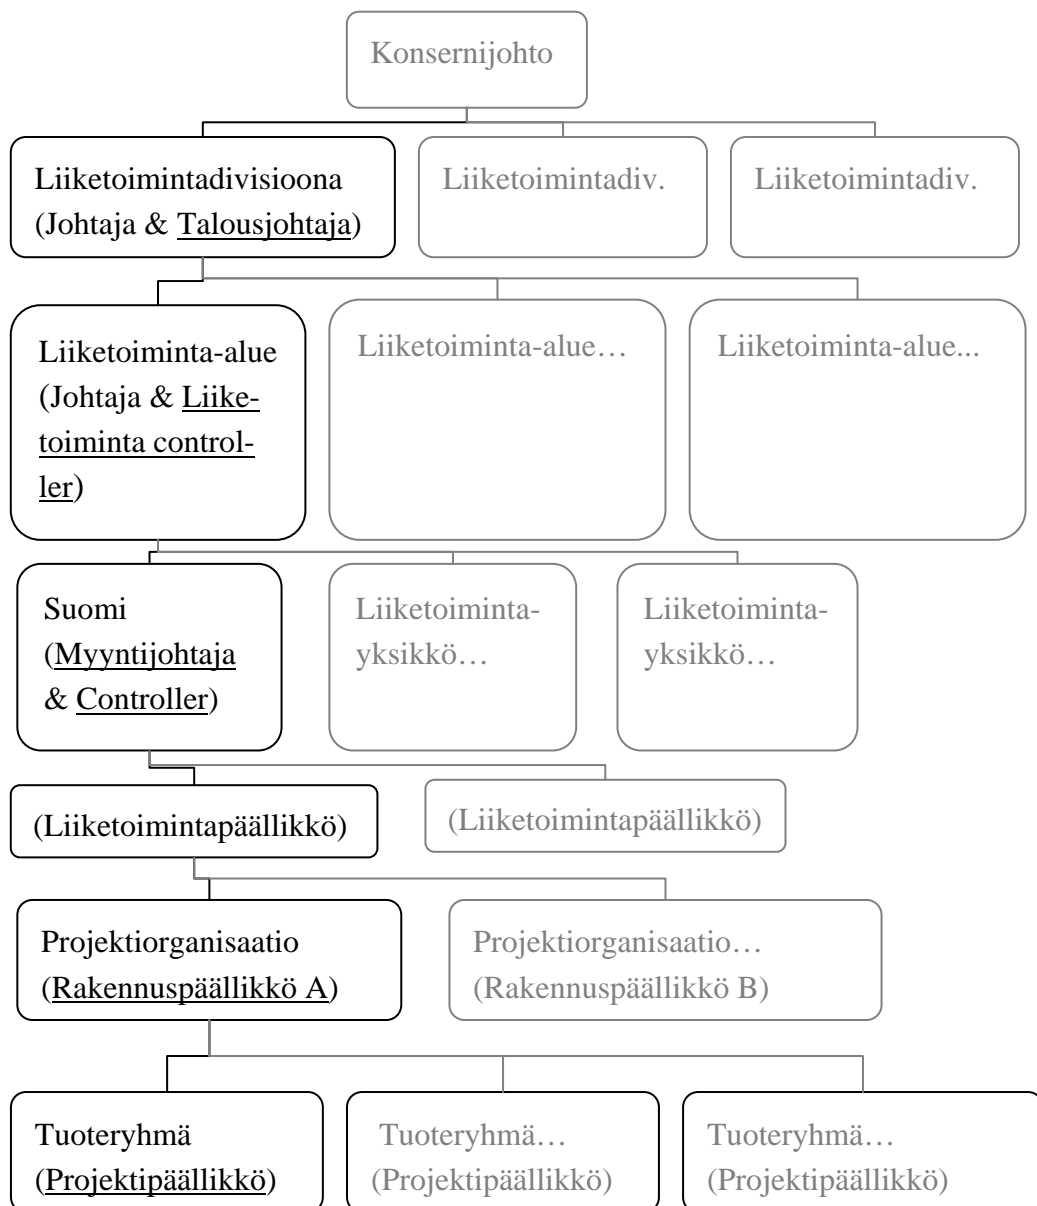 Konsernijohto
Liiketoimintadivisioona
(Johtaja & Talousjohtaja)
Liiketoimintadiv.
Liiketoimintadiv.
Liiketoiminta-alue
(Johtaja & Liike-
toiminta control-
ler)
Liiketoiminta-alue…
Liiketoiminta-alue...
Suomi
(Myyntijohtaja
& Controller)
Liiketoiminta-
yksikkö…
Liiketoiminta-
yksikkö…
(Liiketoimintapäällikkö)
(Liiketoimintapäällikkö)
Projektiorganisaatio
(Rakennuspäällikkö A)
Projektiorganisaatio…
(Rakennuspäällikkö B)
Tuoteryhmä
(Projektipäällikkö)
Tuoteryhmä…
(Projektipäällikkö)
Tuoteryhmä…
(Projektipäällikkö)